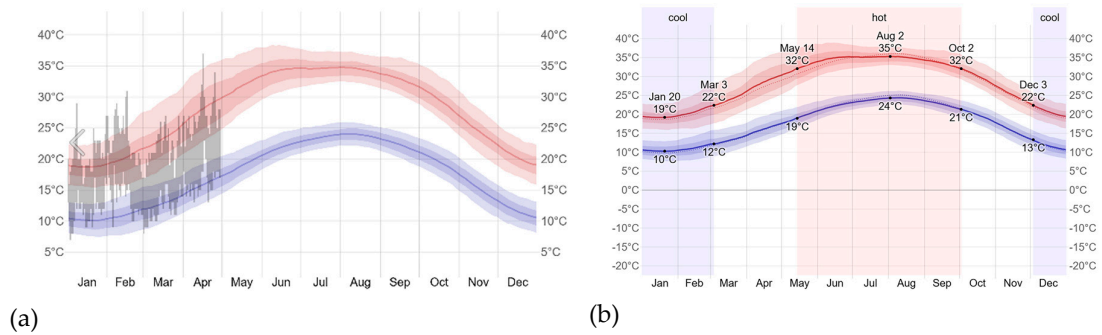 40°C 40°C
35°C 35°C
30°C 30°C
25°C 25°C
20°C 20°C
15°C 15°C
10°C 10°C
5°C 5°C
Jan Feb Mar Apr May Jun Jul Aug Sep Oct Nov Dec
(a)
cool hot cool
40°C 40°C
35°C 35°C
30°C 30°C
25°C 25°C
20°C 20°C
15°C 15°C
10°C 10°C
5°C 5°C
0°C 0°C
-5°C -5°C
-10°C -10°C
-15°C -15°C
-20°C -20°C
Jan 20
19°C
Mar 3
22°C
May 14
32°C
Aug 2
35°C
Oct 2
32°C
Dec 3
22°C
10°C
12°C
19°C
24°C
21°C
13°C
Jan Feb Mar Apr May Jun Jul Aug Sep Oct Nov Dec
(b)